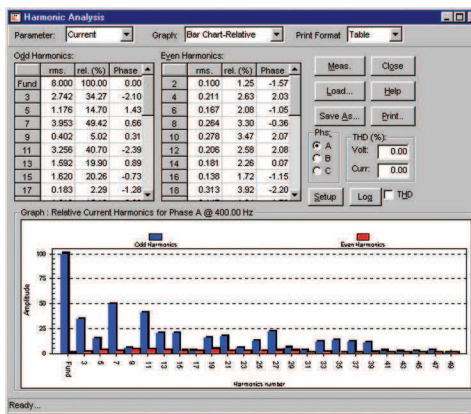 Harmonic Analysis
Parameter: Current Graph: Bar Chart-Relative Print Format Table
Odd Harmonics: Even Harmonics:
rms. rel. (%) Phase rms. rel. (%) Phase
Fund 8.000 100.00 0.00 2 0.100 1.25 -1.57
3 2.742 34.27 -2.10 4 0.211 2.63 2.03
5 1.176 14.70 1.43 6 0.167 2.08 -1.05
7 3.953 49.42 0.66 8 0.264 3.30 -0.36
9 0.402 5.02 0.31 10 0.278 3.47 2.07
11 3.256 40.70 -2.39 12 0.206 2.58 2.08
13 1.592 19.90 0.89 14 0.181 2.26 0.07
15 1.620 20.26 -0.73 16 0.138 1.72 -1.15
17 0.183 2.29 -1.28 18 0.313 3.92 -2.20
Meas. Close
Load... Help
Save As... Print..
Phs:
A
B
C
THD (%):
Volt: 0.00
Curr: 0.00
Setup Log THD
Graph : Relative Current Harmonics for Phase A @ 400.00 Hz
Odd Harmonics Even Harmonics
Amplitude
100
75
50
25
0
Fund 3 5 7 9 11 13 15 17 19 21 23 25 27 29 31 33 35 37 39 41 43 45 47 49
Harmonics number
Ready...